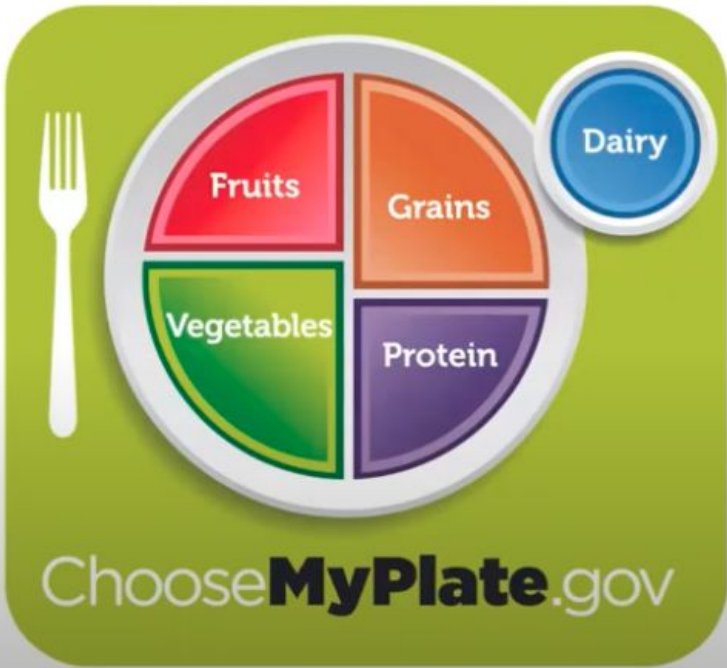 Fruits
Grains
Dairy
Vegetables
Protein
ChooseMyPlate.gov